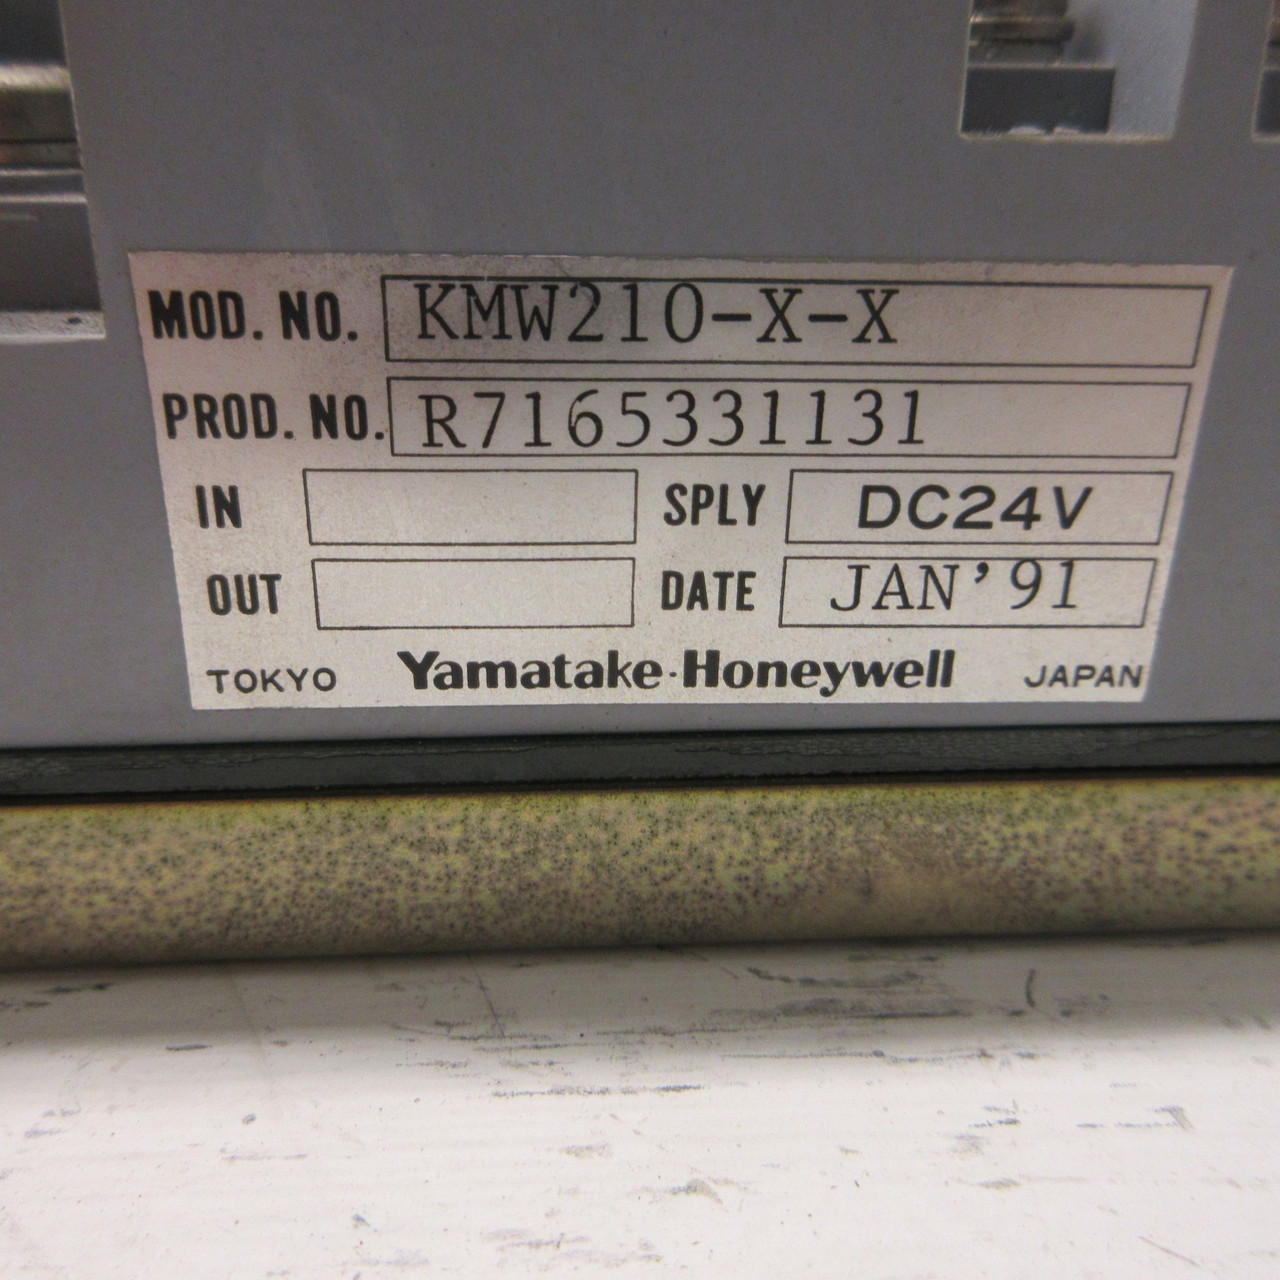 MOD. NO. KMW210-X-X
PROD. NO. R7165331131
IN SPLY DC24V
OUT DATE JAN'91
TOKYO Yamatake·Honeywell JAPAN